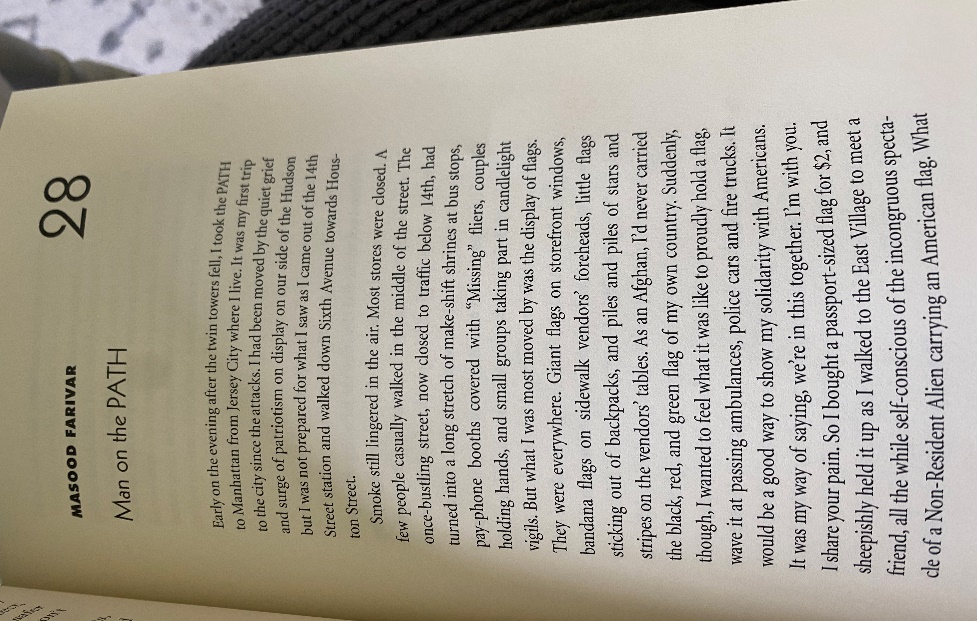 28
MASOOD FARIVAR
Man on the PATH
Early on the evening after the twin towers fell, I took the PATH
to Manhattan from Jersey City where I live. It was my first trip
to the city since the attacks. I had been moved by the quiet grief
and surge of patriotism on display on our side of the Hudson
but I was not prepared for what I saw as I came out of the 14th
Street station and walked down Sixth Avenue towards Hous-
ton Street.
Smoke still lingered in the air. Most stores were closed. A
few people casually walked in the middle of the street. The
once-bustling street, now closed to traffic below 14th, had
turned into a long stretch of make-shift shrines at bus stops,
pay-phone booths covered with “Missing” fliers, couples
holding hands, and small groups taking part in candlelight
vigils. But what I was most moved by was the display of flags.
They were everywhere. Giant flags on storefront windows,
bandana flags on sidewalk vendors’ foreheads, little flags
sticking out of backpacks, and piles and piles of stars and
stripes on the vendors’ tables. As an Afghan, I’d never carried
the black, red, and green flag of my own country. Suddenly,
though, I wanted to feel what it was like to proudly hold a flag,
wave it at passing ambulances, police cars and fire trucks. It
would be a good way to show my solidarity with Americans.
It was my way of saying, we’re in this together. I’m with you.
I share your pain. So I bought a passport-sized flag for $2, and
sheepishly held it up as I walked to the East Village to meet a
friend, all the while self-conscious of the incongruous specta-
cle of a Non-Resident Alien carrying an American flag. What